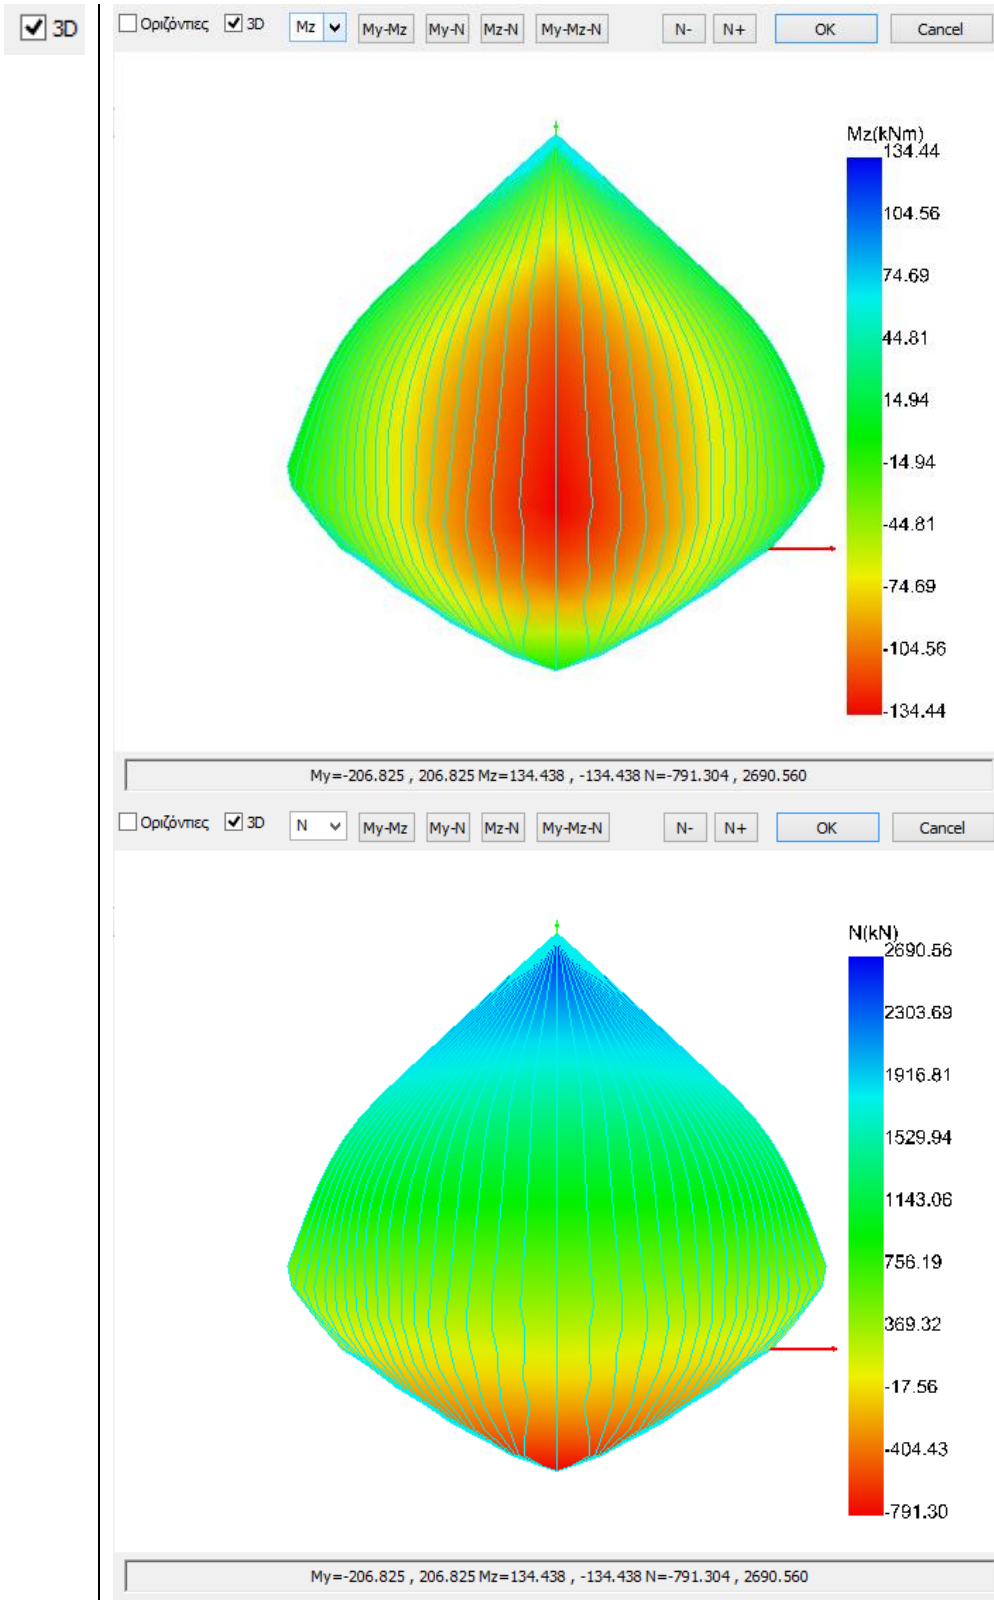 3D
Οριζόντιες 3D Mz My-Mz My-N Mz-N My-Mz-N N- N+ OK Cancel
Mz(kNm)
134.44
104.56
74.69
44.81
14.94
-14.94
-44.81
-74.69
-104.56
-134.44
My=-206.825 , 206.825 Mz=134.438 , -134.438 N=-791.304 , 2690.560
Οριζόντιες 3D N My-Mz My-N Mz-N My-Mz-N N- N+ OK Cancel
N(kN)
2690.56
2303.69
1916.81
1529.94
1143.06
756.19
369.32
-17.56
-404.43
-791.30
My=-206.825 , 206.825 Mz=134.438 , -134.438 N=-791.304 , 2690.560